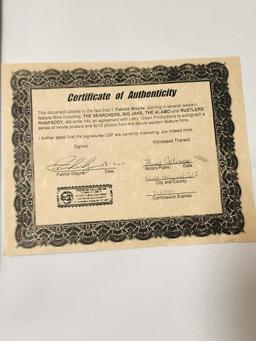 Certificate of Authenticity
This document attests to the fact that I, Patrick Wayne, starring in several western
feature films including, THE SEARCHERS, BIG JAKE, THE ALAMO and RUSTLERS'
RHAPSODY, did enter into an agreement with Larry Green Productions to autograph a
series of movie posters and 8x10 photos from the above western feature films.
I further attest that the signatures LGP are currently marketing, are indeed mine.
Signed: Witnessed Thereof,
Patrick Wayne Date Notary Public Date
City and County
Commission Expires